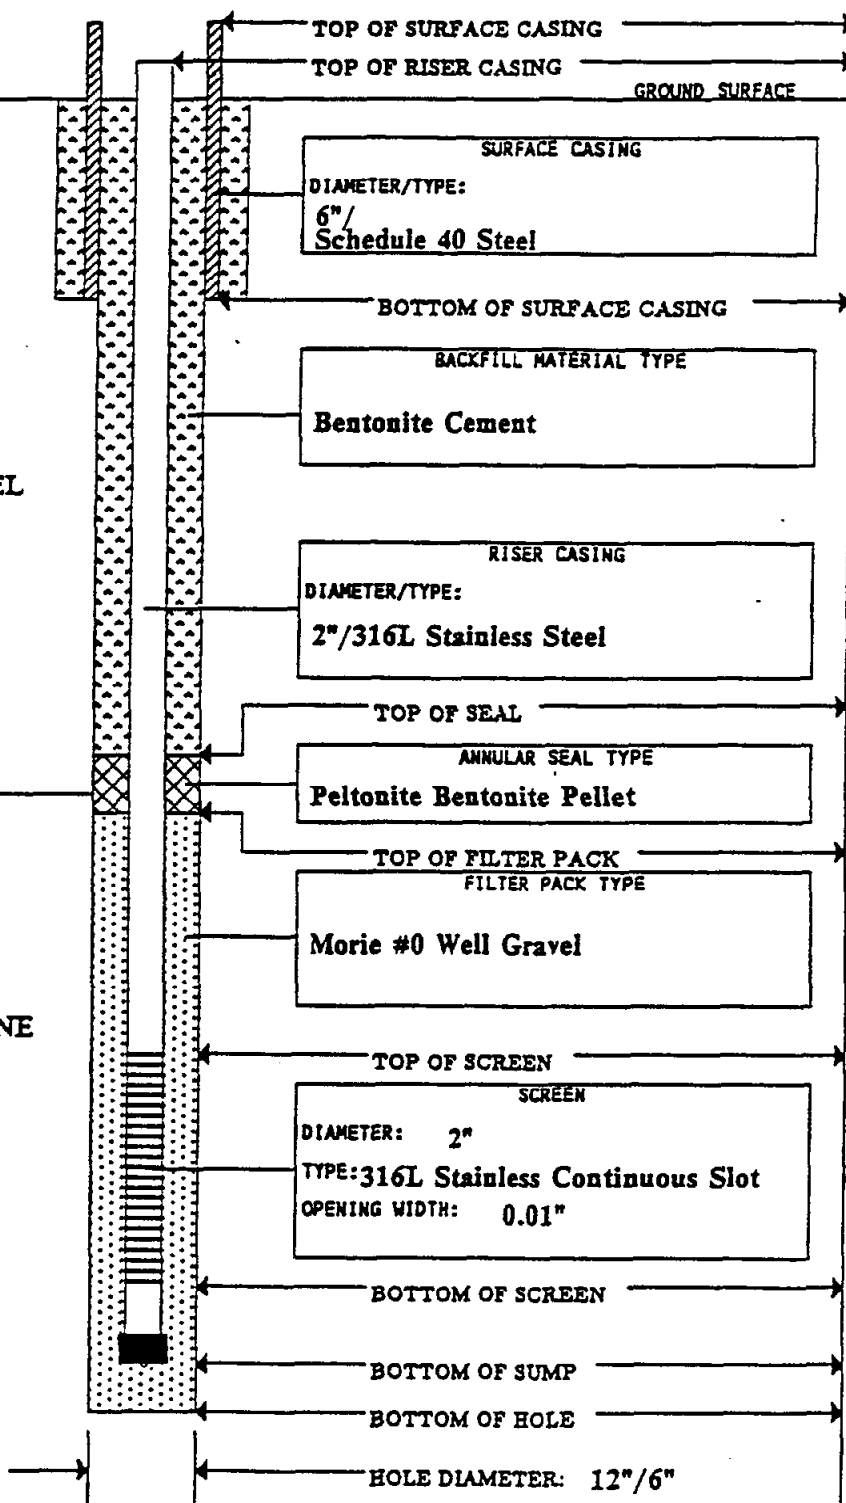 TOP OF SURFACE CASING
TOP OF RISER CASING
GROUND SURFACE
SURFACE CASING
DIAMETER/TYPE:
6"/
Schedule 40 Steel
BOTTOM OF SURFACE CASING
BACKFILL MATERIAL TYPE
Bentonite Cement
EL
RISER CASING
DIAMETER/TYPE:
2"/316L Stainless Steel
TOP OF SEAL
ANNULAR SEAL TYPE
Peltonite Bentonite Pellet
TOP OF FILTER PACK
FILTER PACK TYPE
Morie #0 Well Gravel
NE
TOP OF SCREEN
SCREEN
DIAMETER: 2"
TYPE: 316L Stainless Continuous Slot
OPENING WIDTH: 0.01"
BOTTOM OF SCREEN
BOTTOM OF SUMP
BOTTOM OF HOLE
HOLE DIAMETER: 12"/6"